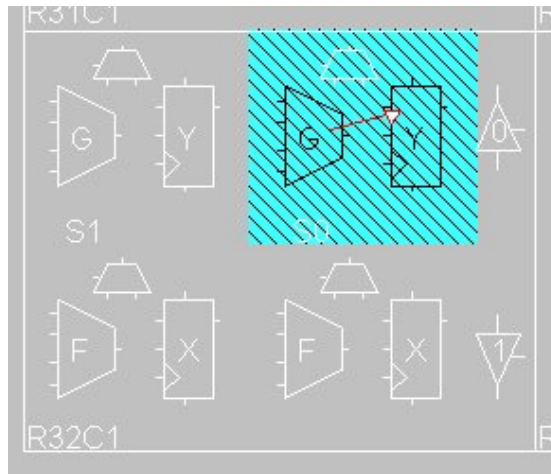 R31C1 R
G Y G Y 0
S1 S0
F X F X 1
R32C1 R